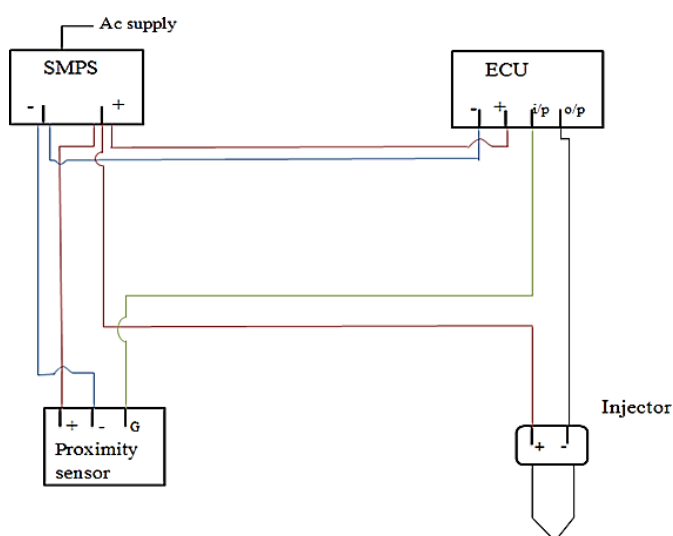 Ac supply
SMPS
- +
ECU
- + i/p o/p
Injector
+ - G
Proximity
sensor
+ -